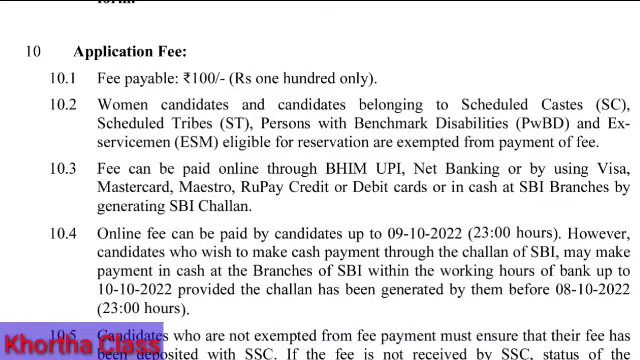 form.
10 Application Fee:
10.1 Fee payable: ₹100/- (Rs one hundred only).
10.2 Women candidates and candidates belonging to Scheduled Castes (SC),
Scheduled Tribes (ST), Persons with Benchmark Disabilities (PwBD) and Ex-
servicemen (ESM) eligible for reservation are exempted from payment of fee.
10.3 Fee can be paid online through BHIM UPI, Net Banking or by using Visa,
Mastercard, Maestro, RuPay Credit or Debit cards or in cash at SBI Branches by
generating SBI Challan.
10.4 Online fee can be paid by candidates up to 09-10-2022 (23:00 hours). However,
candidates who wish to make cash payment through the challan of SBI, may make
payment in cash at the Branches of SBI within the working hours of bank up to
10-10-2022 provided the challan has been generated by them before 08-10-2022
(23:00 hours).
10.5 Candidates who are not exempted from fee payment must ensure that their fee has
been deposited with SSC. If the fee is not received by SSC, status of the
Khortha Class